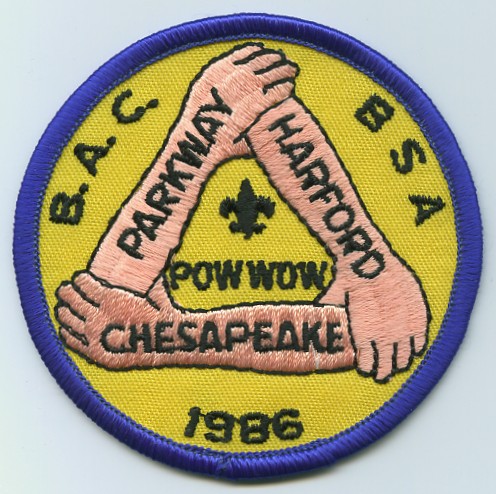 B.A.C.
BSA
PARKWAY
HARFORD
POW WOW
CHESAPEAKE
1986